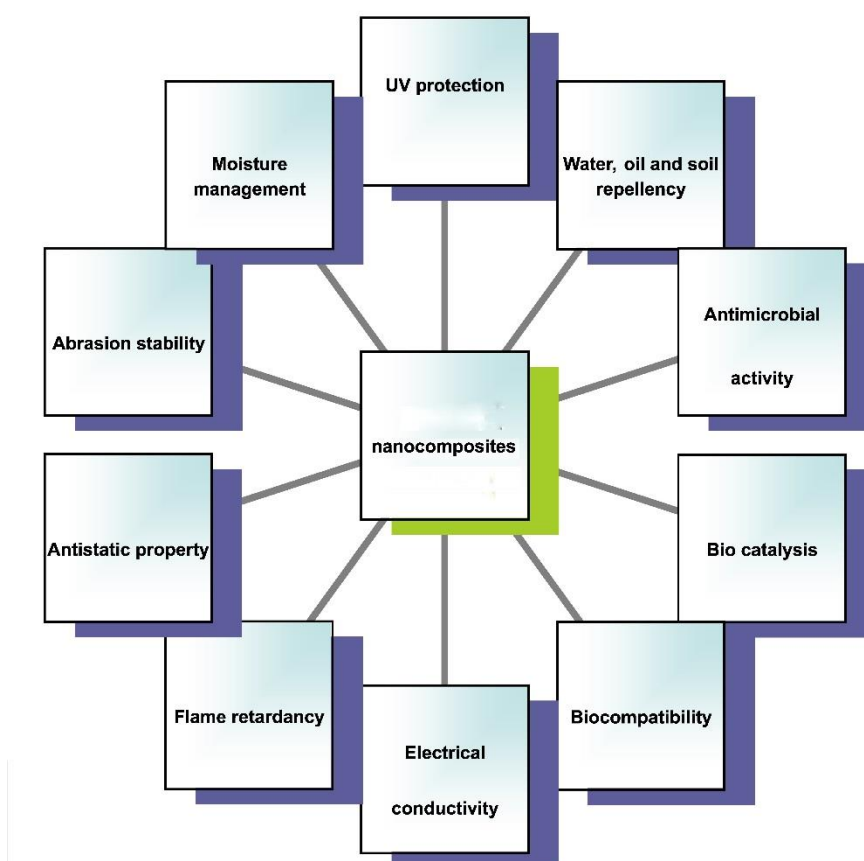 UV protection
Water, oil and soil
repellency
Antimicrobial
activity
Bio catalysis
Biocompatibility
Electrical
conductivity
Flame retardancy
Antistatic property
Abrasion stability
Moisture
management
nanocomposites